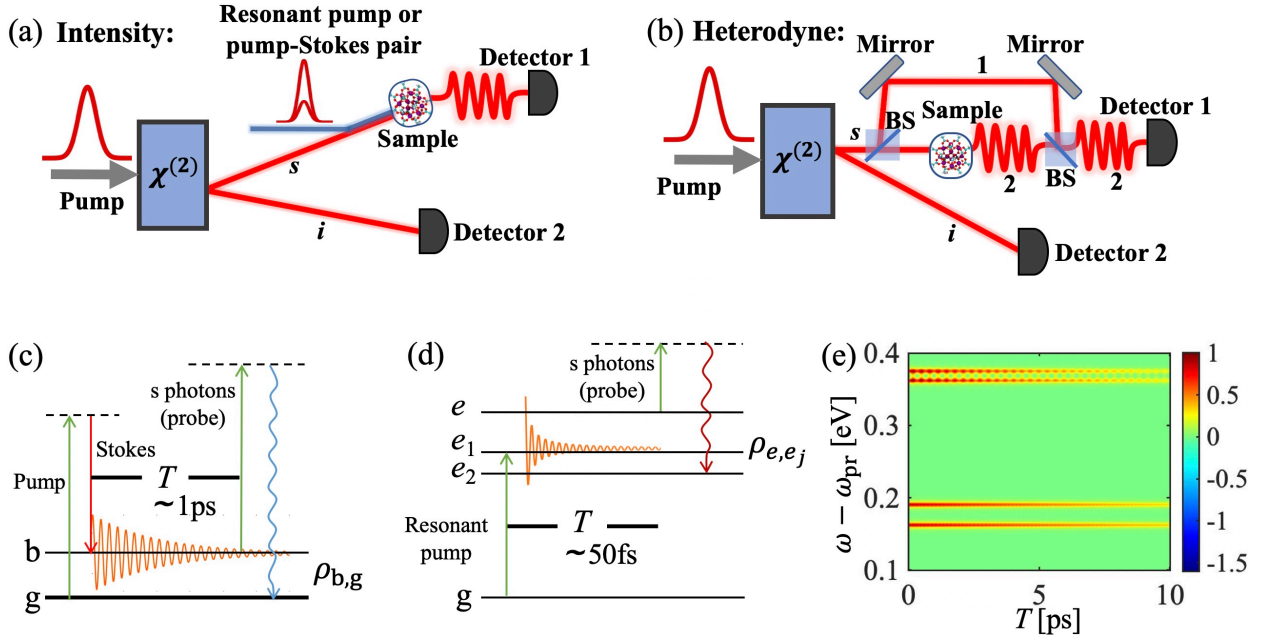 (a) Intensity:
Resonant pump or
pump-Stokes pair
Detector 1
Sample
χ(2)
Pump
s
i
Detector 2
(b) Heterodyne:
Mirror
Mirror
1
Detector 1
Sample
BS
s
χ(2)
Pump
2
BS
2
i
Detector 2
(c)
s photons
(probe)
Stokes
Pump
T
~1ps
b
ρb,g
g
(d)
s photons
(probe)
e
e1
e2
ρe,ej
Resonant
pump
T
~50fs
g
(e)
ω − ωpr [eV]
0.4
0.3
0.2
0.1
0
5
10
T [ps]
1
0.5
0
-0.5
-1
-1.5